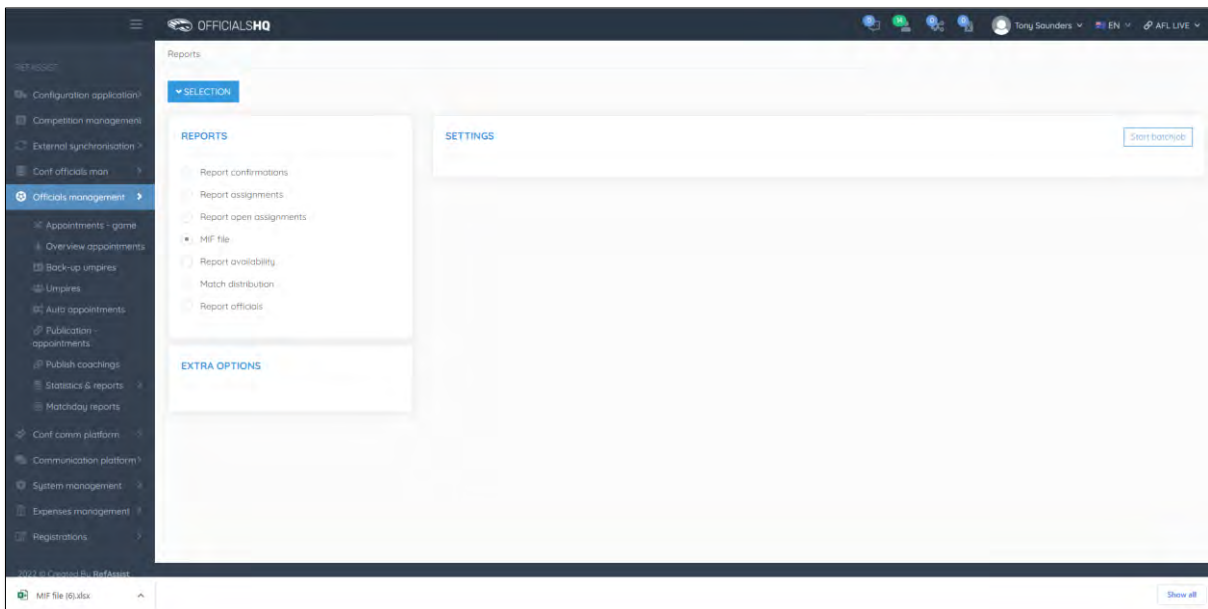 OFFICIALSHQ
Tony Saunders
EN
AFL LIVE
REFASSIST
Configuration application
Competition management
External synchronisation
Conf officials man
Officials management
Appointments - game
Overview appointments
Back-up umpires
Umpires
Auto appointments
Publication -
appointments
Publish coachings
Statistics & reports
Matchday reports
Conf comm platform
Communication platform
System management
Expenses management
Registrations
2022 © Created By RefAssist
Reports
SELECTION
REPORTS
Report confirmations
Report assignments
Report open assignments
MIF file
Report availability
Match distribution
Report officials
EXTRA OPTIONS
SETTINGS
Start batchjob
MIF file (6).xlsx
Show all